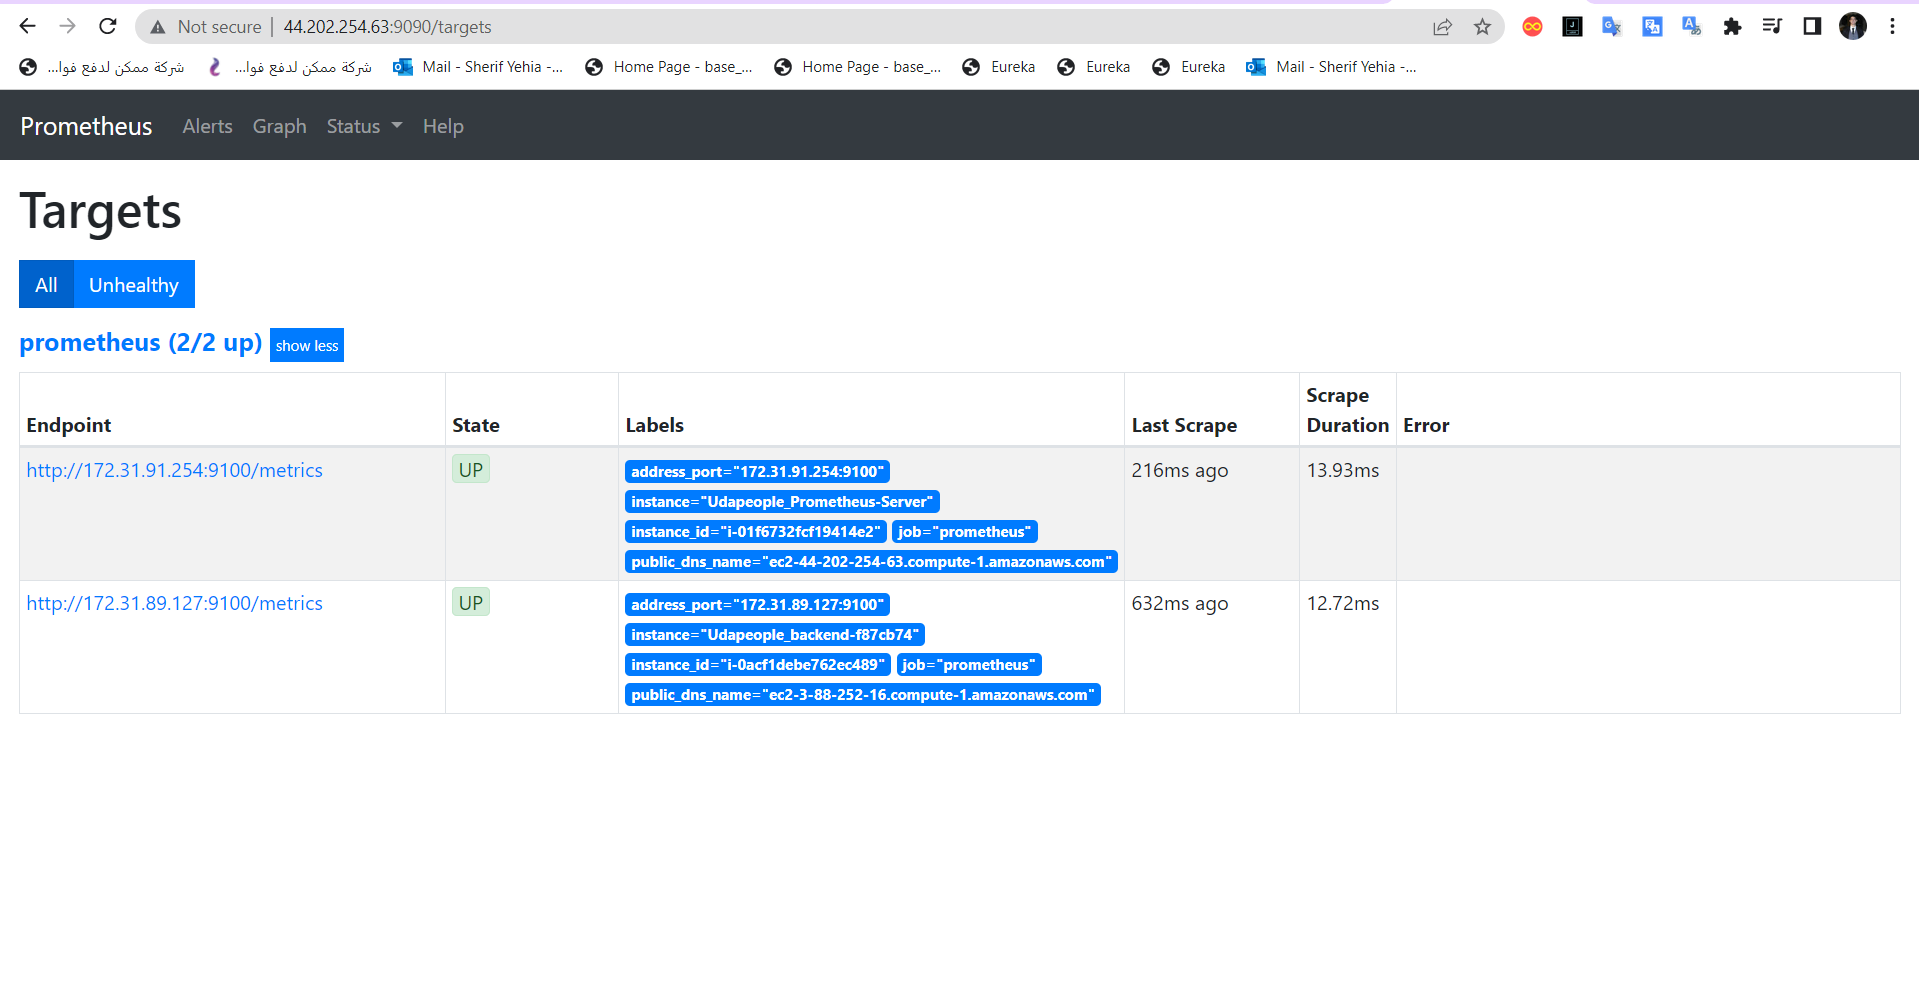 Not secure | 44.202.254.63:9090/targets
شركة ممكن لدفع فوا... شركة ممكن لدفع فوا... Mail - Sherif Yehia -... Home Page - base_... Home Page - base_... Eureka Eureka Eureka Mail - Sherif Yehia -...
Prometheus Alerts Graph Status Help
Targets
All Unhealthy
prometheus (2/2 up) show less
Endpoint State Labels Last Scrape Scrape Duration Error
http://172.31.91.254:9100/metrics UP address_port="172.31.91.254:9100" 216ms ago 13.93ms
instance="Udapeople_Prometheus-Server"
instance_id="i-01f6732fcf19414e2" job="prometheus"
public_dns_name="ec2-44-202-254-63.compute-1.amazonaws.com"
http://172.31.89.127:9100/metrics UP address_port="172.31.89.127:9100" 632ms ago 12.72ms
instance="Udapeople_backend-f87cb74"
instance_id="i-0acf1debe762ec489" job="prometheus"
public_dns_name="ec2-3-88-252-16.compute-1.amazonaws.com"